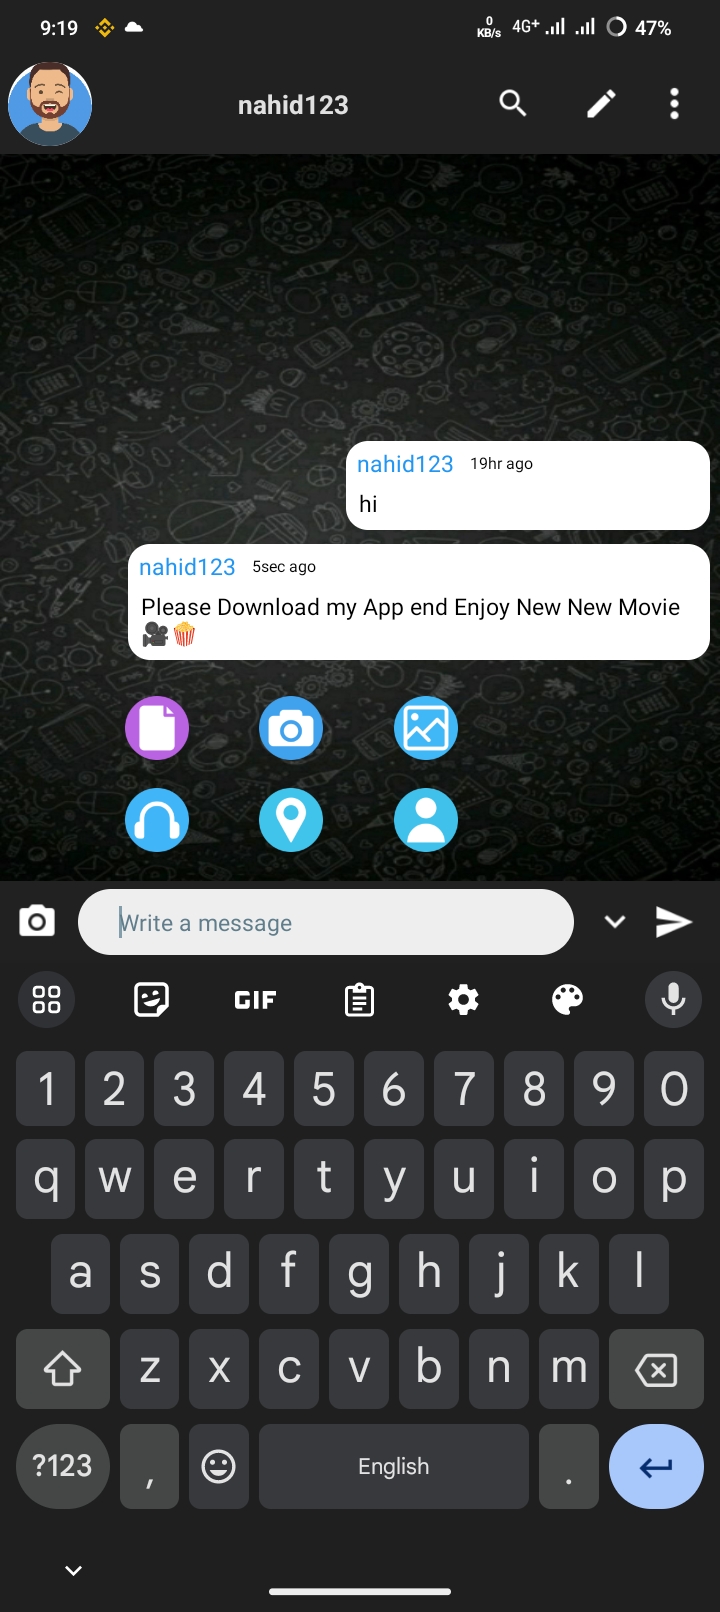 9:19
0
KB/s
4G+
47%
nahid123
nahid123 19hr ago
hi
nahid123 5sec ago
Please Download my App end Enjoy New New Movie
🎥🍿
Write a message
GIF
1 2 3 4 5 6 7 8 9 0
q w e r t y u i o p
a s d f g h j k l
z x c v b n m
?123 , English .